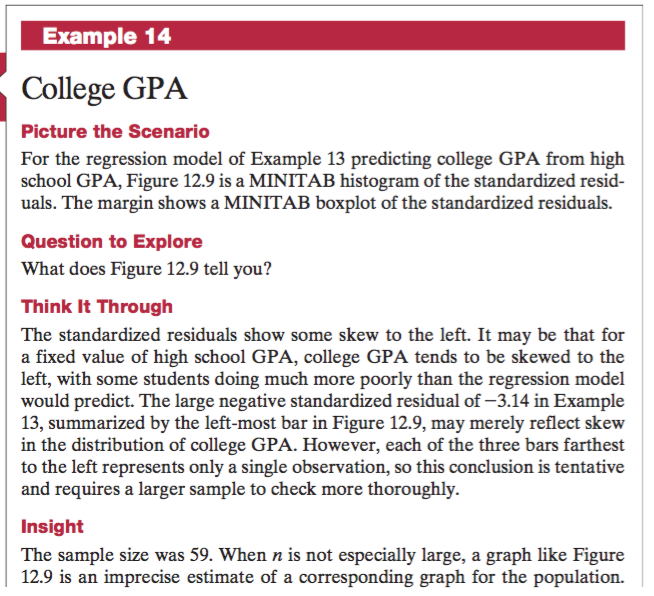 Example 14
College GPA
Picture the Scenario
For the regression model of Example 13 predicting college GPA from high
school GPA, Figure 12.9 is a MINITAB histogram of the standardized resid-
uals. The margin shows a MINITAB boxplot of the standardized residuals.
Question to Explore
What does Figure 12.9 tell you?
Think It Through
The standardized residuals show some skew to the left. It may be that for
a fixed value of high school GPA, college GPA tends to be skewed to the
left, with some students doing much more poorly than the regression model
would predict. The large negative standardized residual of −3.14 in Example
13, summarized by the left-most bar in Figure 12.9, may merely reflect skew
in the distribution of college GPA. However, each of the three bars farthest
to the left represents only a single observation, so this conclusion is tentative
and requires a larger sample to check more thoroughly.
Insight
The sample size was 59. When n is not especially large, a graph like Figure
12.9 is an imprecise estimate of a corresponding graph for the population.